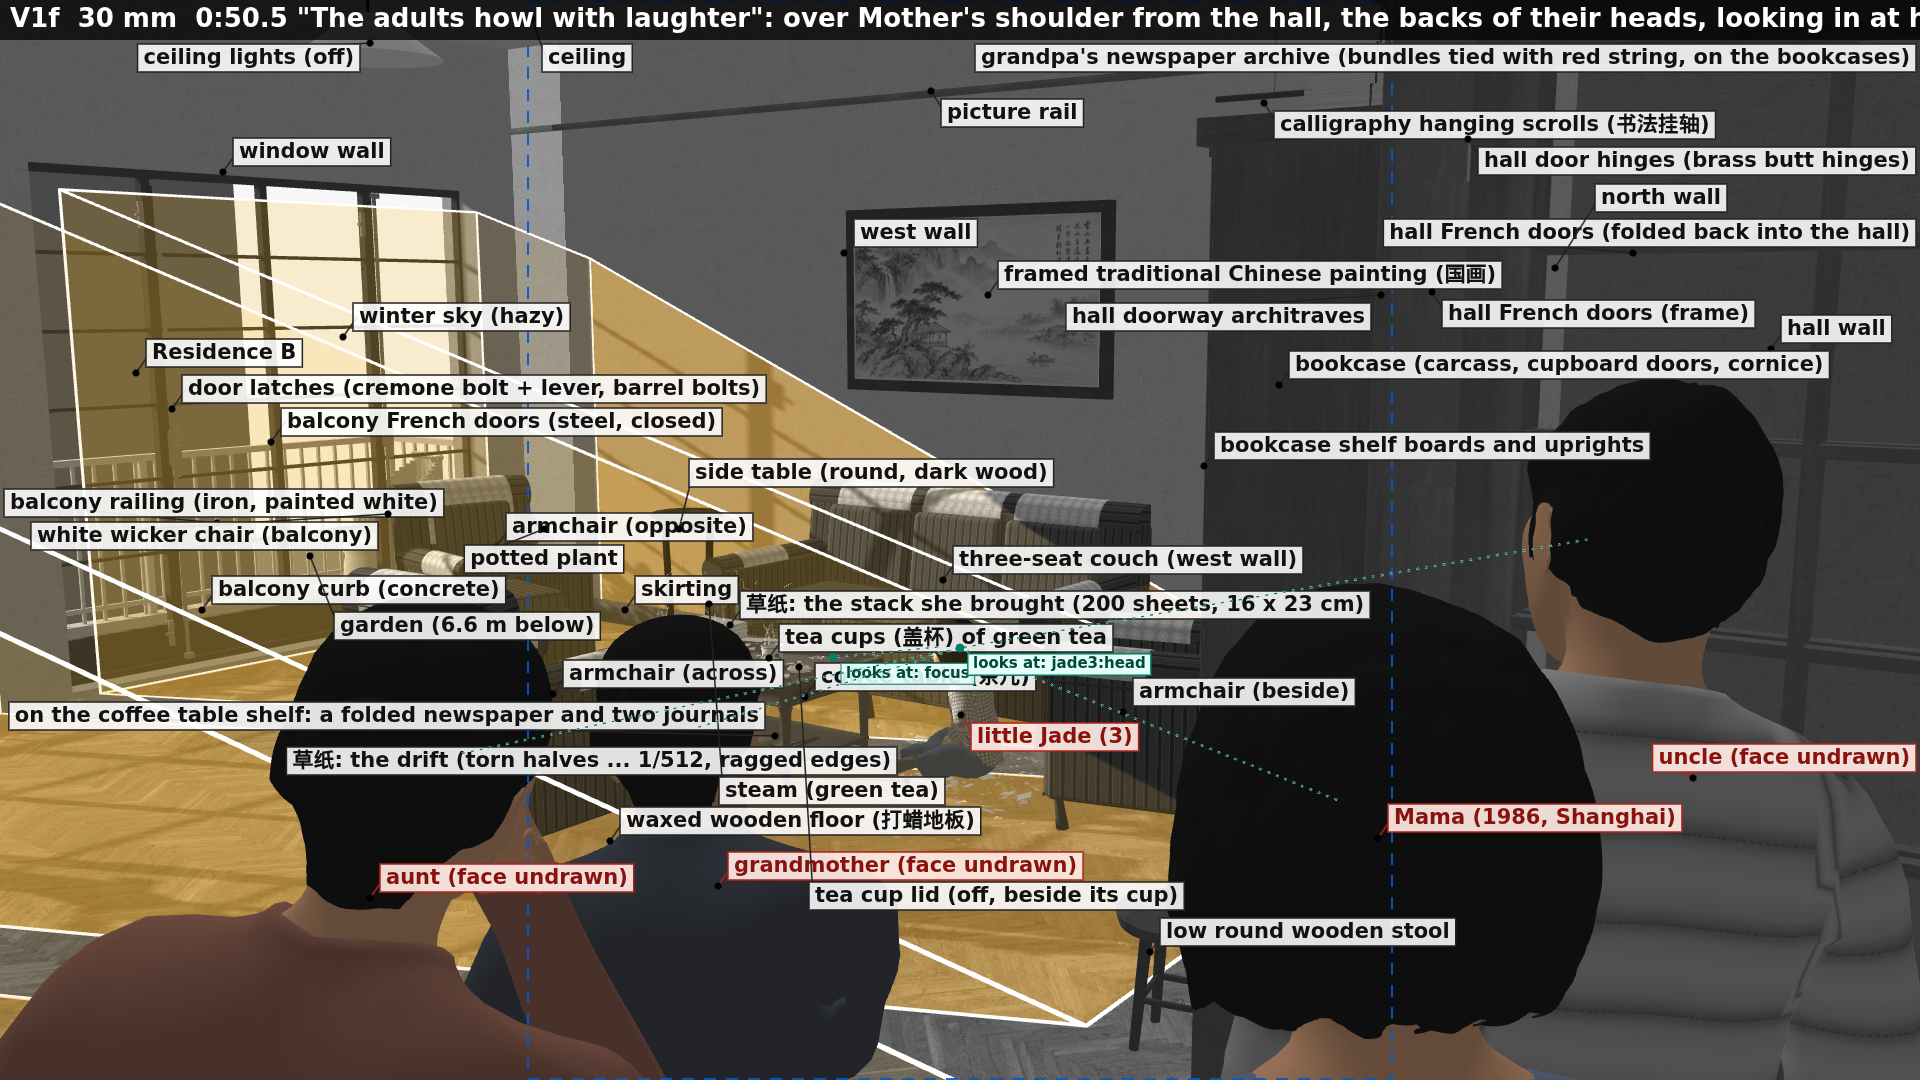 V1f 30 mm 0:50.5 "The adults howl with laughter": over Mother's shoulder from the hall, the backs of their heads, looking in at h
ceiling lights (off)
ceiling
grandpa's newspaper archive (bundles tied with red string, on the bookcases)
picture rail
calligraphy hanging scrolls (书法挂轴)
window wall
hall door hinges (brass butt hinges)
north wall
west wall
hall French doors (folded back into the hall)
framed traditional Chinese painting (国画)
winter sky (hazy)
hall doorway architraves
hall French doors (frame)
hall wall
Residence B
bookcase (carcass, cupboard doors, cornice)
door latches (cremone bolt + lever, barrel bolts)
balcony French doors (steel, closed)
bookcase shelf boards and uprights
side table (round, dark wood)
balcony railing (iron, painted white)
armchair (opposite)
white wicker chair (balcony)
potted plant
three-seat couch (west wall)
balcony curb (concrete)
skirting
草纸: the stack she brought (200 sheets, 16 x 23 cm)
garden (6.6 m below)
tea cups (盖杯) of green tea
looks at: jade3:head
armchair (across)
looks at: focus
armchair (beside)
on the coffee table shelf: a folded newspaper and two journals
little Jade (3)
草纸: the drift (torn halves ... 1/512, ragged edges)
uncle (face undrawn)
steam (green tea)
waxed wooden floor (打蜡地板)
Mama (1986, Shanghai)
grandmother (face undrawn)
aunt (face undrawn)
tea cup lid (off, beside its cup)
low round wooden stool